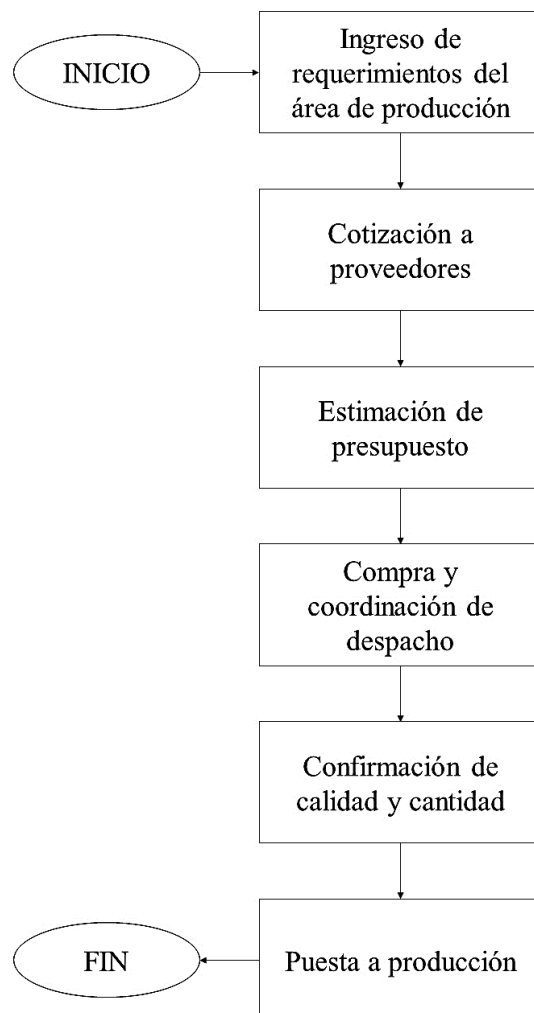 INICIO
Ingreso de
requerimientos del
área de producción
Cotización a
proveedores
Estimación de
presupuesto
Compra y
coordinación de
despacho
Confirmación de
calidad y cantidad
Puesta a producción
FIN